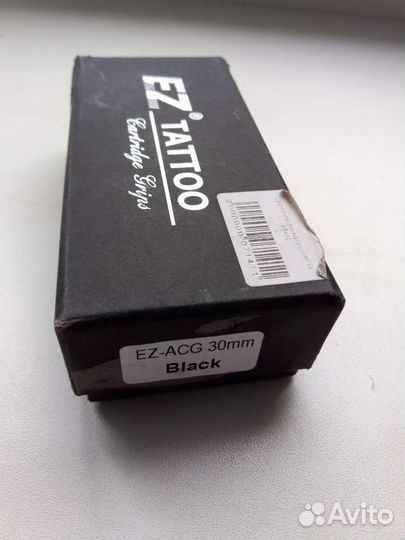 EZ® TATTOO
Cartridge Grips
EZ-ACG 30mm
Black
Avito